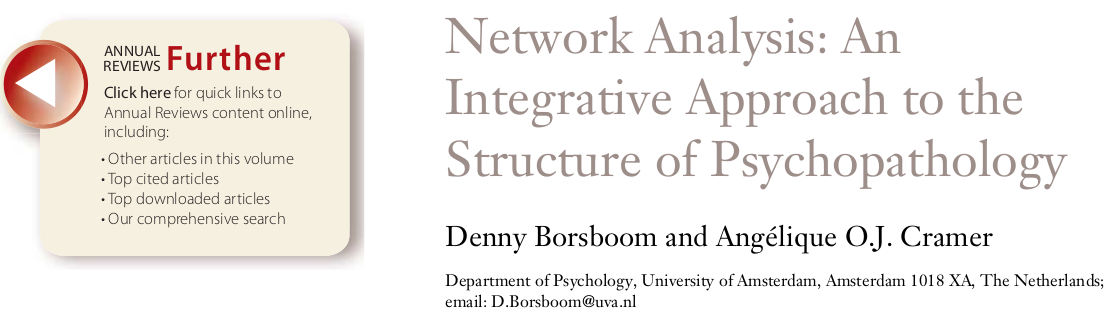 ANNUAL
REVIEWS Further
Click here for quick links to
Annual Reviews content online,
including:
• Other articles in this volume
• Top cited articles
• Top downloaded articles
• Our comprehensive search
Network Analysis: An
Integrative Approach to the
Structure of Psychopathology
Denny Borsboom and Angélique O.J. Cramer
Department of Psychology, University of Amsterdam, Amsterdam 1018 XA, The Netherlands;
email: D.Borsboom@uva.nl